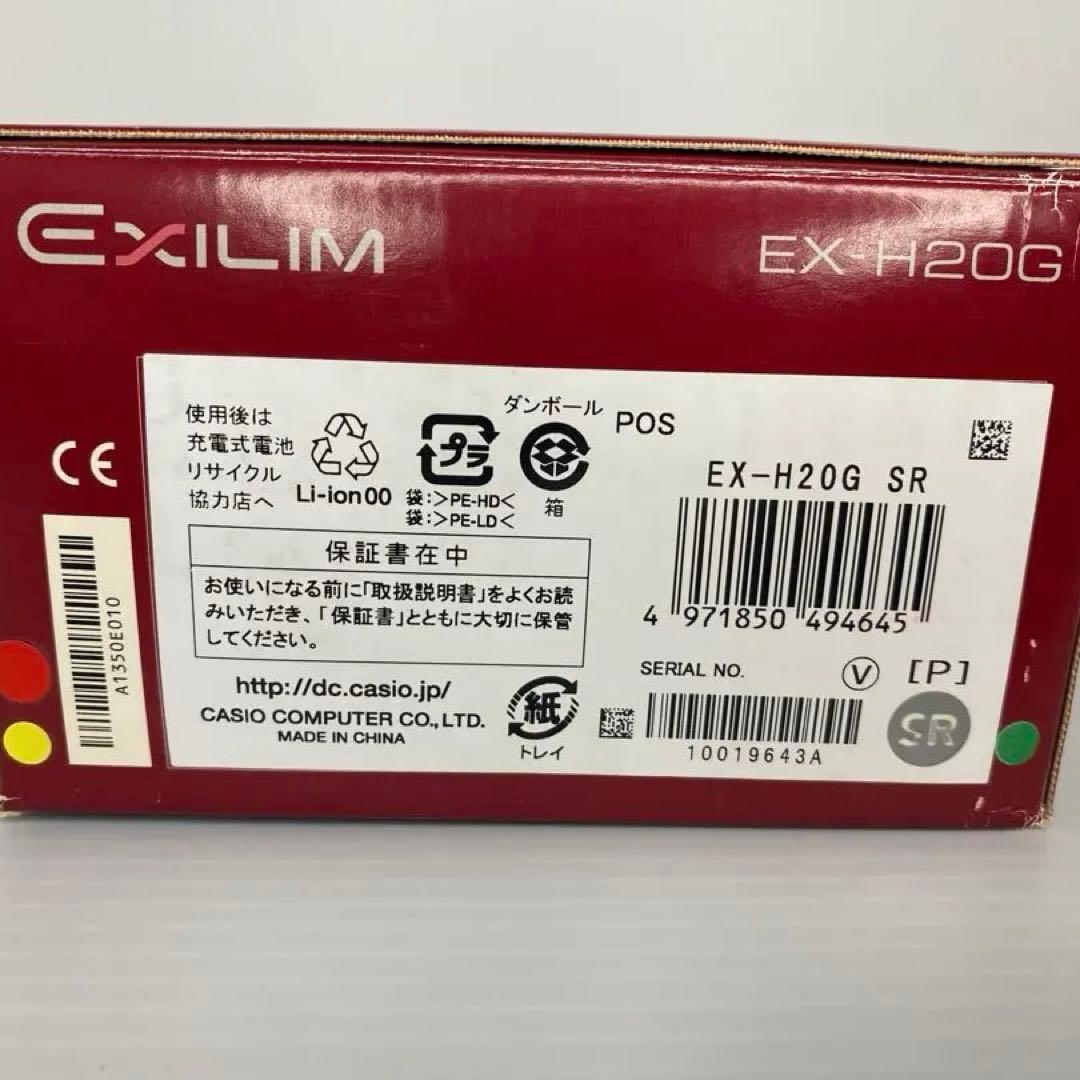 EXILIM
EX-H20G
CE
A1350E010
使用後は
充電式電池
リサイクル
協力店へ
Li-ion00
プラ
袋:>PE-HD<
袋:>PE-LD<
ダンボール
箱
POS
保証書在中
お使いになる前に「取扱説明書」をよくお読
みいただき、「保証書」とともに大切に保管
してください。
http://dc.casio.jp/
CASIO COMPUTER CO., LTD.
MADE IN CHINA
紙
トレイ
EX-H20G SR
4 971850 494645
SERIAL NO.
V
[P]
10019643A
SR